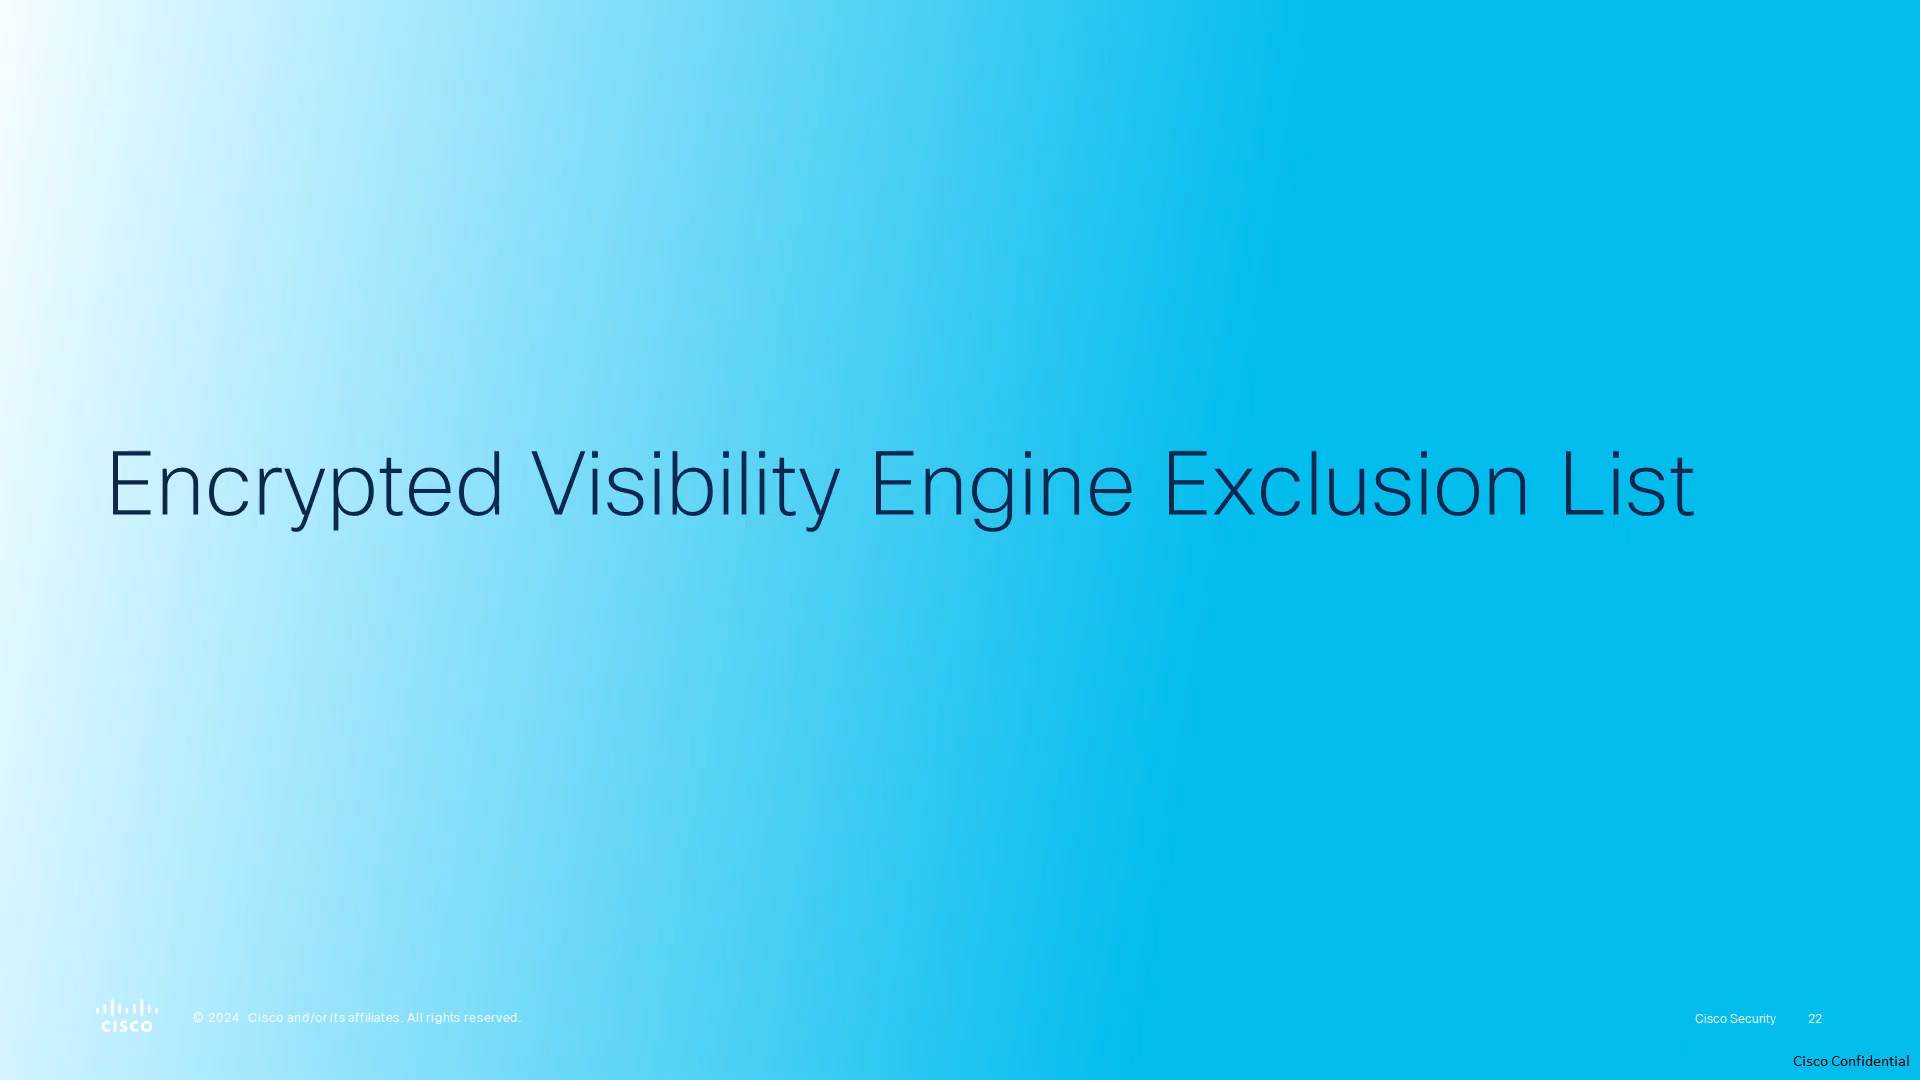 Encrypted Visibility Engine Exclusion List
CISCO
© 2024 Cisco and/or its affiliates. All rights reserved.
Cisco Security 22
Cisco Confidential